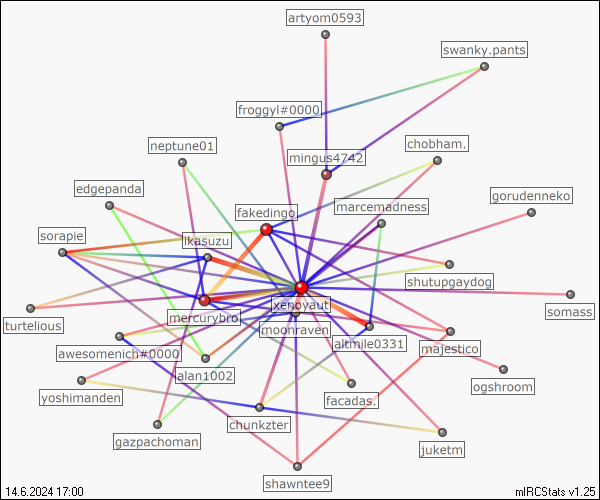 artyom0593
swanky.pants
froggyl#0000
neptune01
mingus4742
chobham.
edgepanda
gorudenneko
fakedingo
marcemadness
sorapie
ikasuzu
shutupgaydog
xenoyaut
somass
turtelious
mercurybro
moonraven
altmile0331
majestico
awesomenich#0000
alan1002
ogshroom
yoshimanden
facadas.
gazpachoman
chunkzter
juketm
shawntee9
14.6.2024 17:00
mIRCStats v1.25